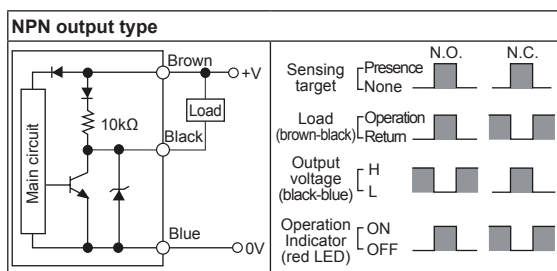 NPN output type
Brown
+V
Load
10kΩ
Black
Main circuit
Blue
0V
N.O. N.C.
Sensing target
Presence
None
Load (brown-black)
Operation
Return
Output voltage (black-blue)
H
L
Operation Indicator (red LED)
ON
OFF